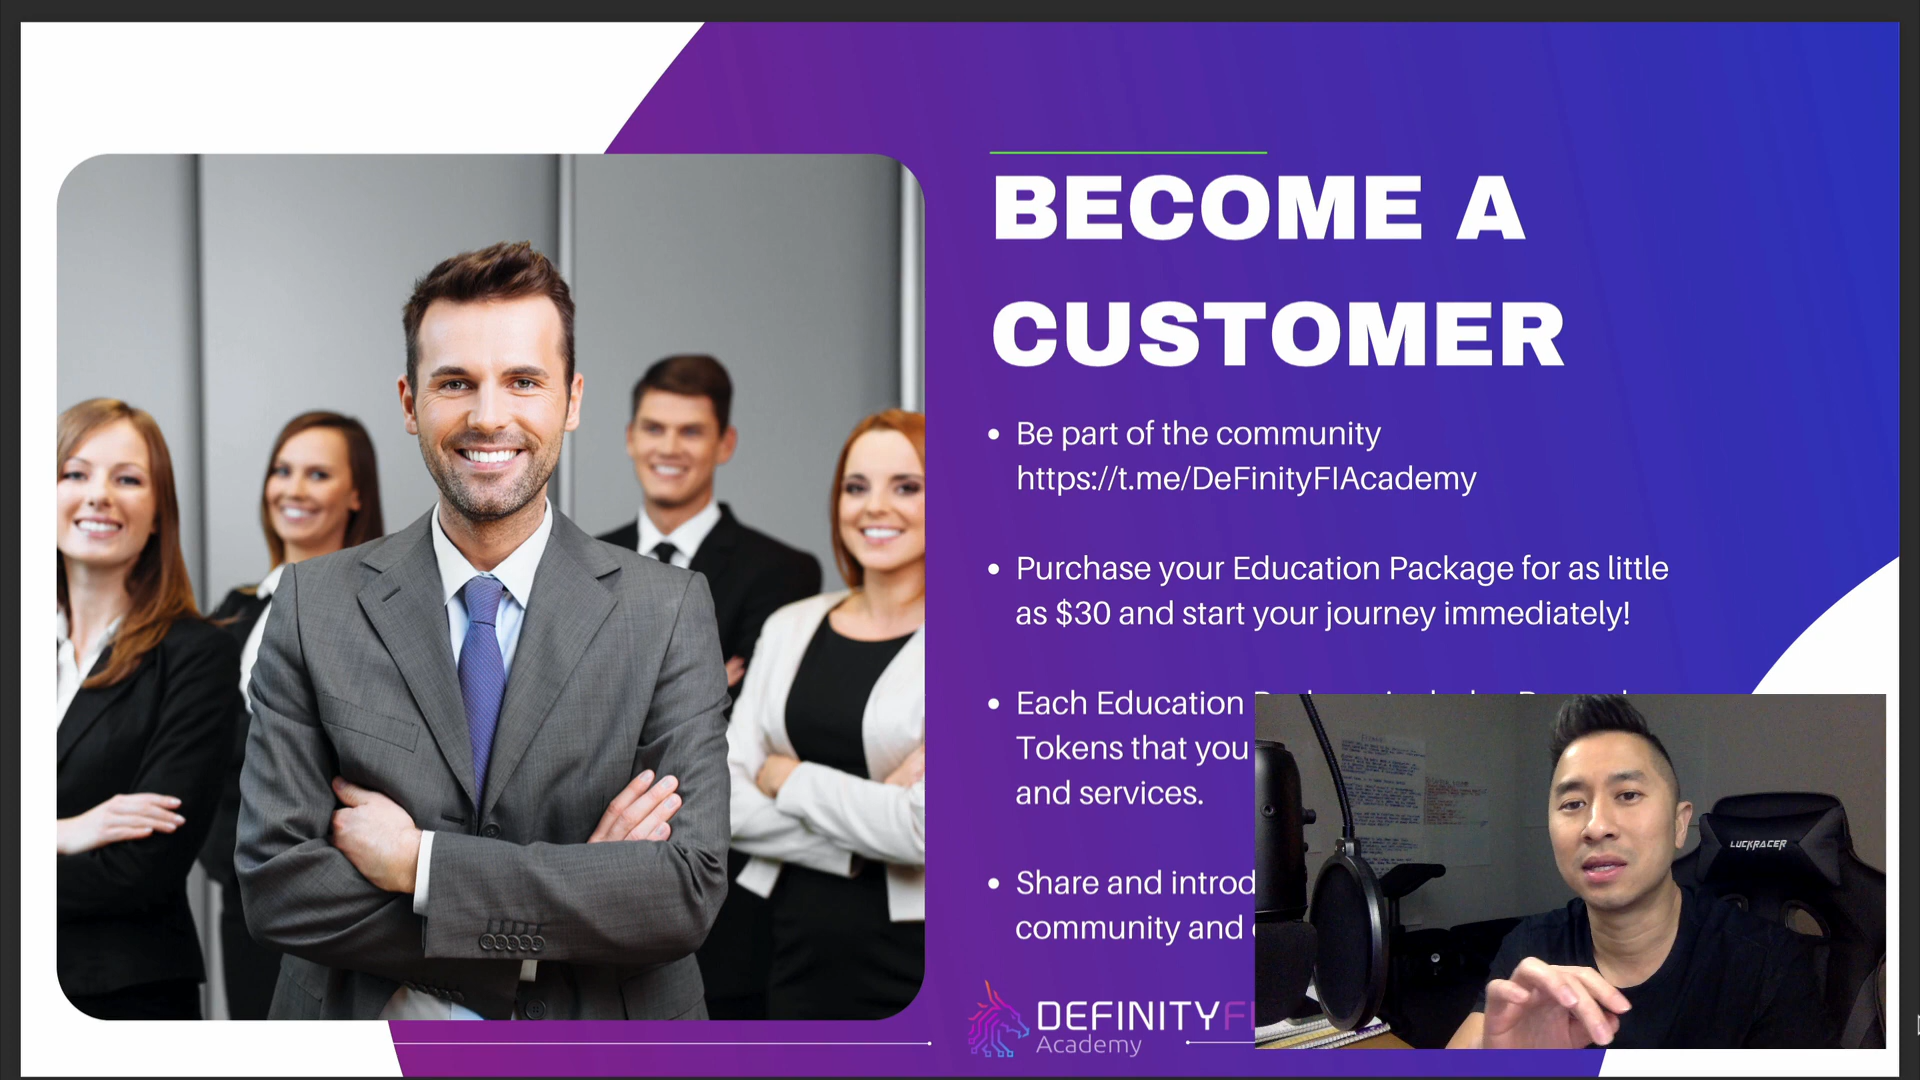 BECOME A
CUSTOMER
• Be part of the community
https://t.me/DeFinityFIAcademy
• Purchase your Education Package for as little
as $30 and start your journey immediately!
• Each Education
Tokens that you
and services.
• Share and introd
community and
DEFINITYFI
Academy
LUCKRACER